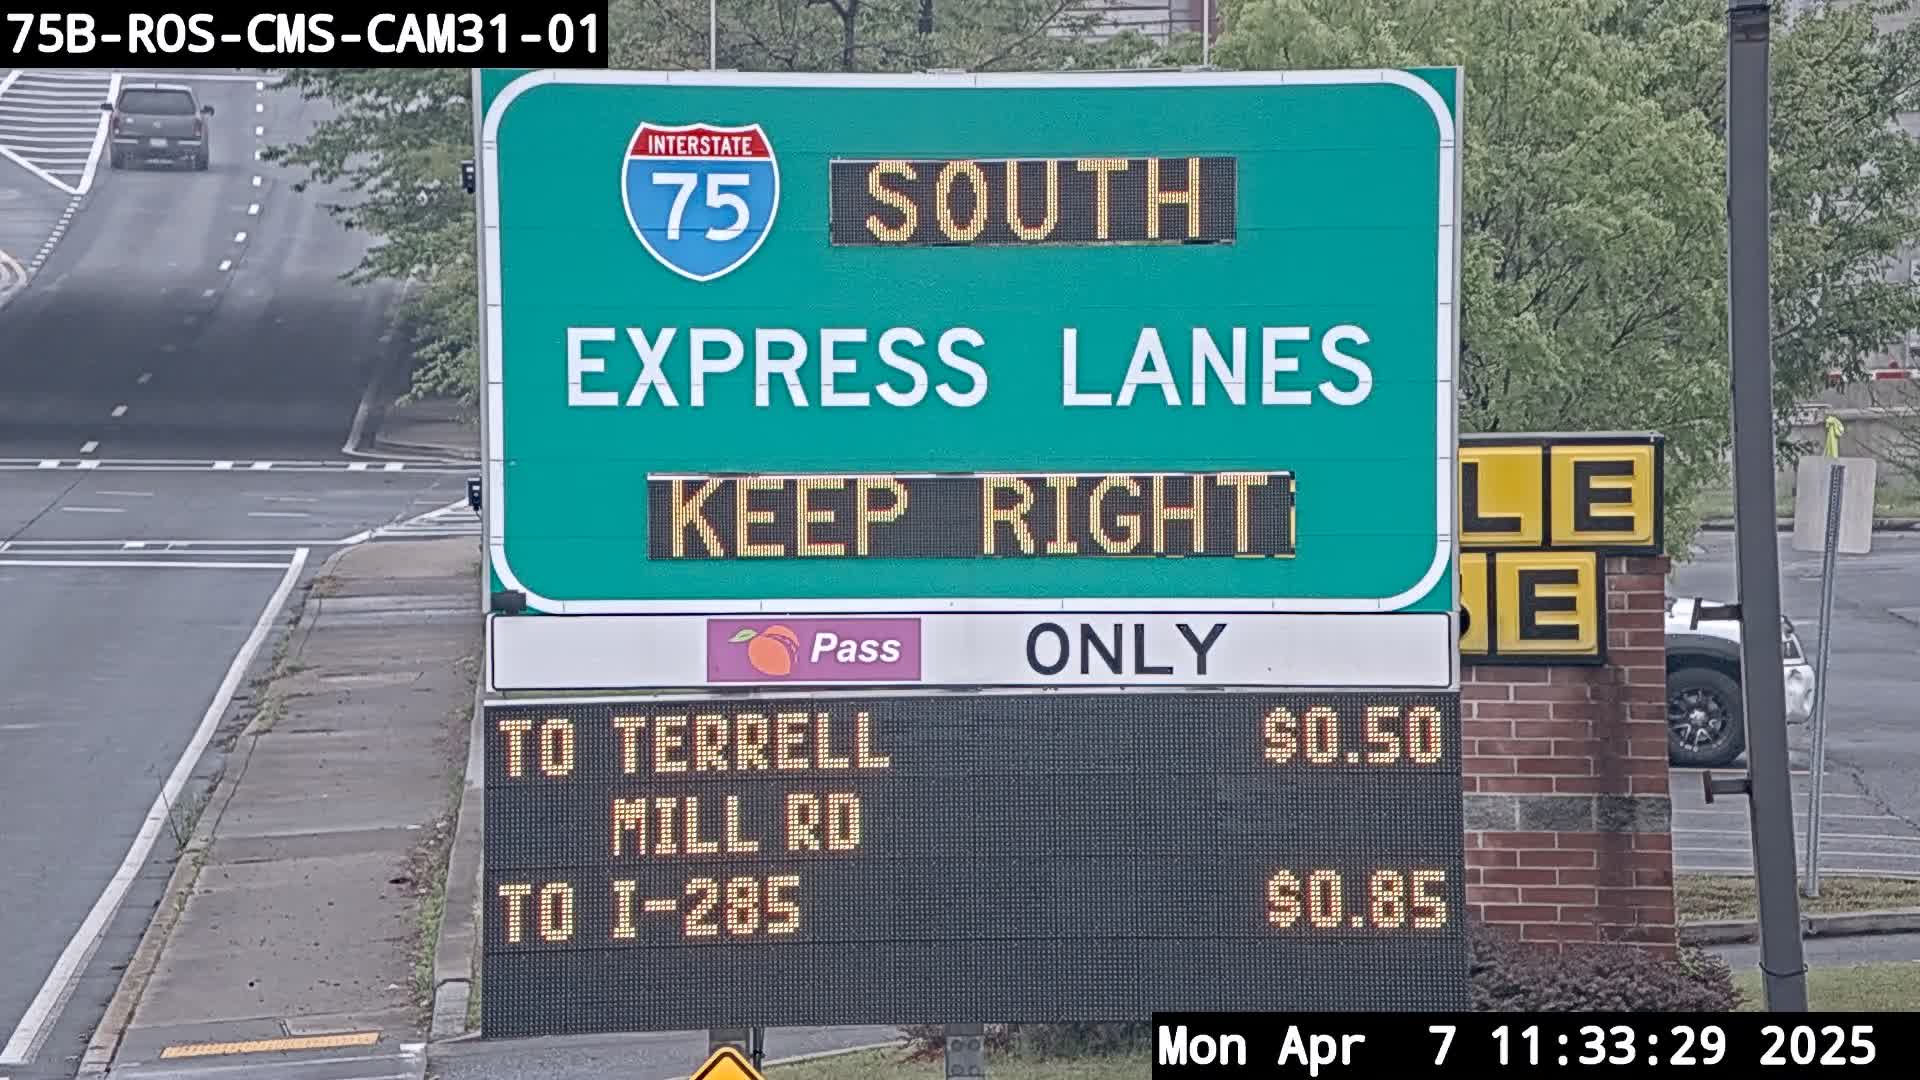 75B-ROS-CMS-CAM31-01
INTERSTATE
75
SOUTH
EXPRESS LANES
KEEP RIGHT
Pass ONLY
TO TERRELL $0.50
MILL RD
TO I-285 $0.85
LE
E
Mon Apr 7 11:33:29 2025